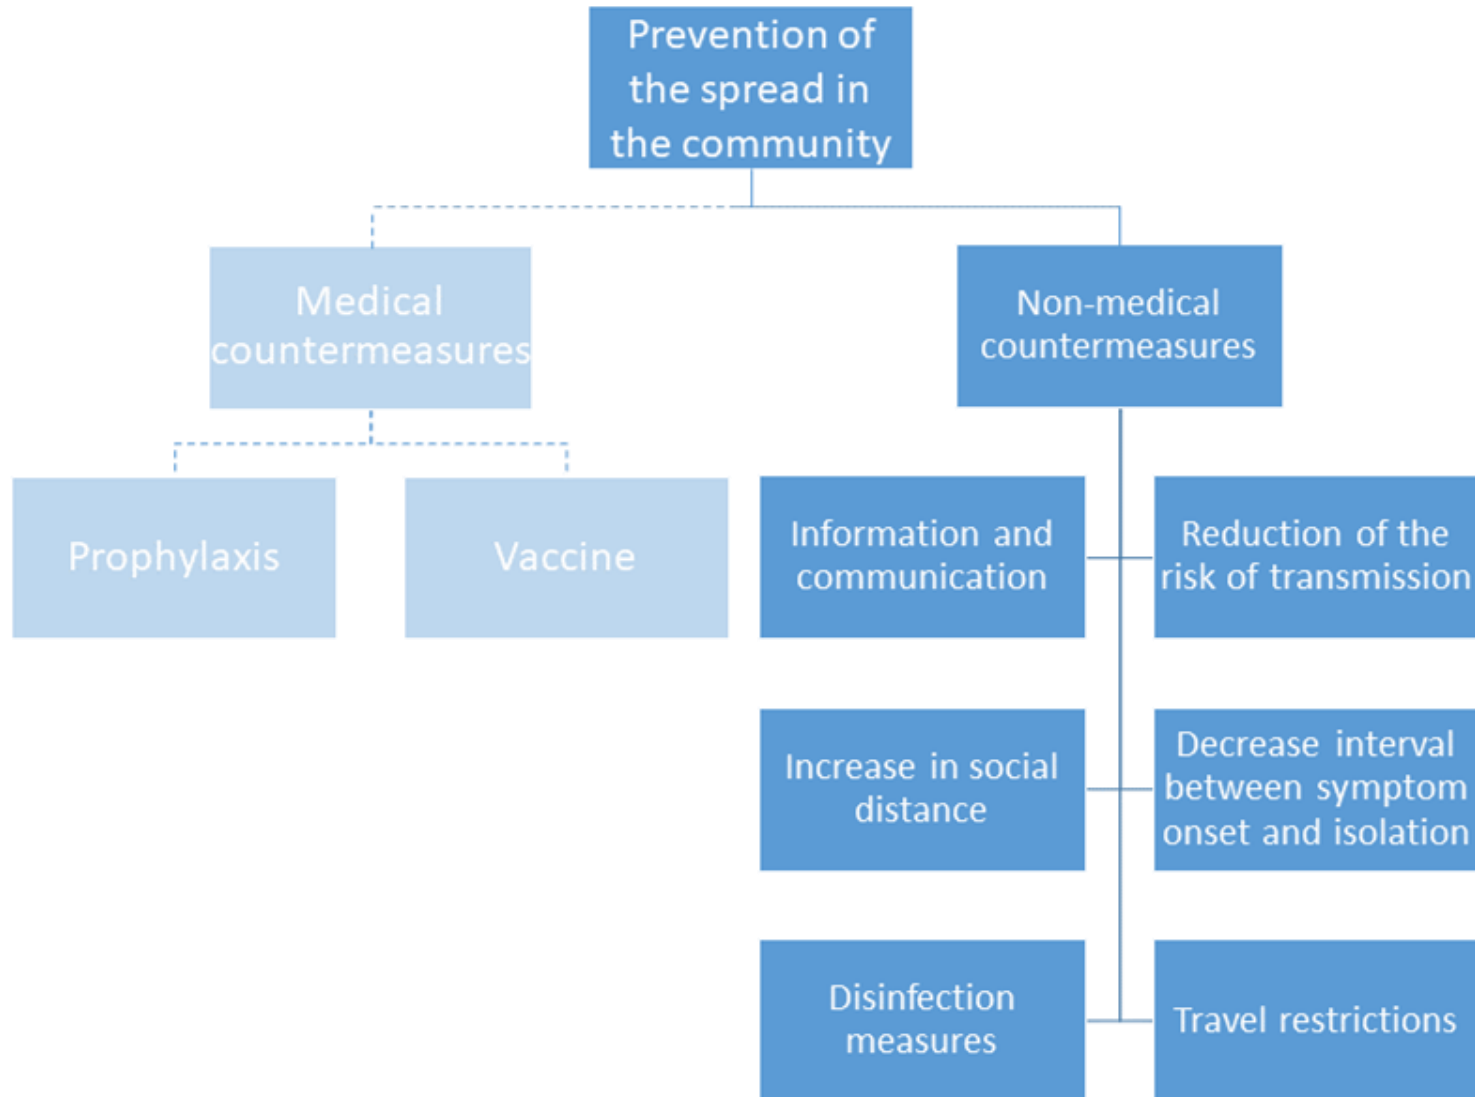 Prevention of
the spread in
the community
Medical
countermeasures
Non-medical
countermeasures
Prophylaxis
Vaccine
Information and
communication
Reduction of the
risk of transmission
Increase in social
distance
Decrease interval
between symptom
onset and isolation
Disinfection
measures
Travel restrictions